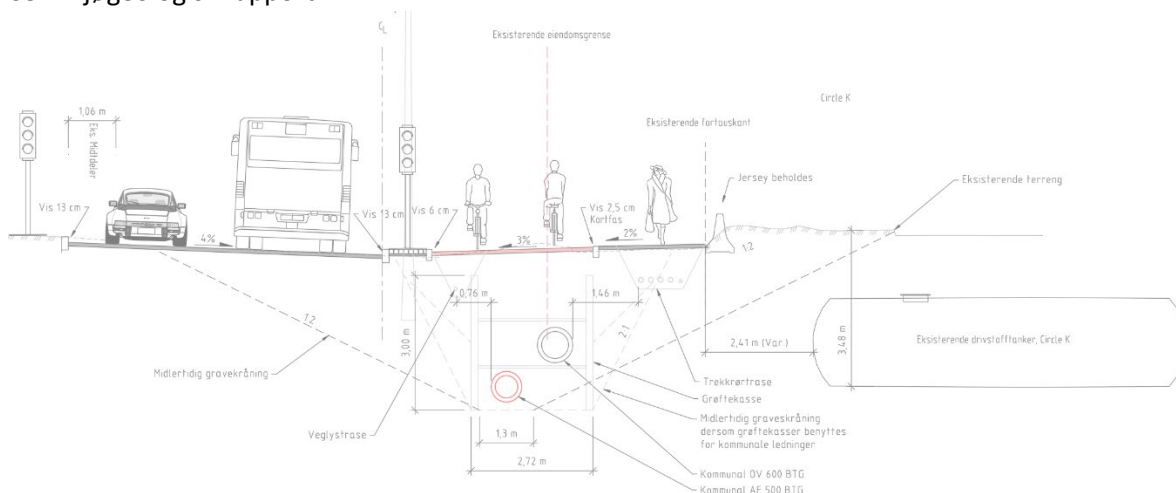 Eksisterende eiendomsgrense
Circle K
1,06 m
Eks. Midtdeler
Eksisterende fortauskant
Jersey beholdes
Eksisterende terreng
Vis 13 cm
Vis 13 cm
Vis 6 cm
Vis 2,5 cm
Kortfas
4%
3%
2%
1:2
0,76 m
1,46 m
1:2
3,00 m
2:1
2,41 m (Var.)
3,48 m
Eksisterende drivstofftanker, Circle K
Midlertidig gravekråning
Trekkrørtrase
Grøftekasse
Midlertidig graveskråning
dersom grøftekasser benyttes
for kommunale ledninger
Veglystrase
1,3 m
2,72 m
Kommunal OV 600 BTG
Kommunal AF 500 BTG